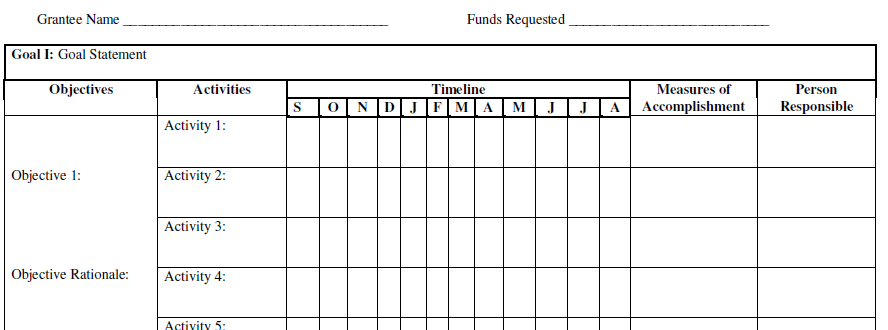 Grantee Name ______________________________________ Funds Requested ____________________________
Goal I: Goal Statement
Objectives Activities Timeline Measures of Accomplishment Person Responsible
S O N D J F M A M J J A
Activity 1:
Objective 1: Activity 2:
Activity 3:
Objective Rationale: Activity 4:
Activity 5: